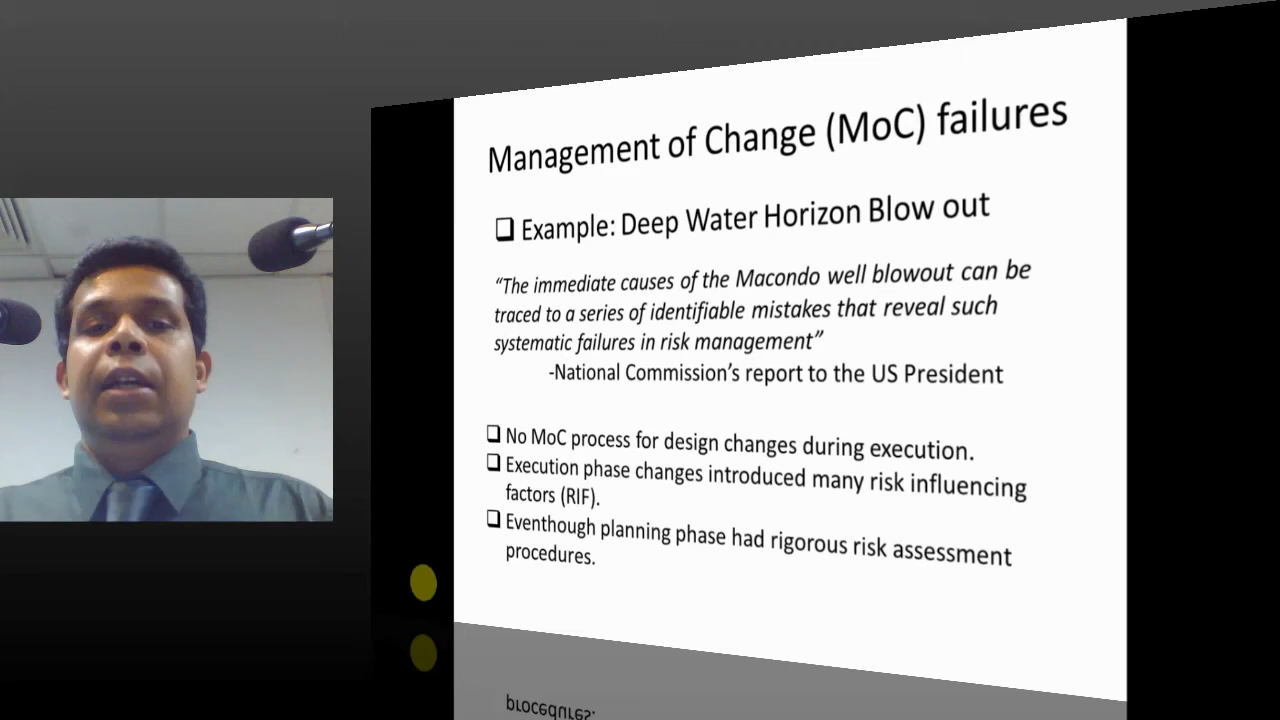 Management of Change (MoC) failures
❑ Example: Deep Water Horizon Blow out
“The immediate causes of the Macondo well blowout can be
traced to a series of identifiable mistakes that reveal such
systematic failures in risk management”
-National Commission’s report to the US President
❑ No MoC process for design changes during execution.
❑ Execution phase changes introduced many risk influencing
factors (RIF).
❑ Eventhough planning phase had rigorous risk assessment
procedures.